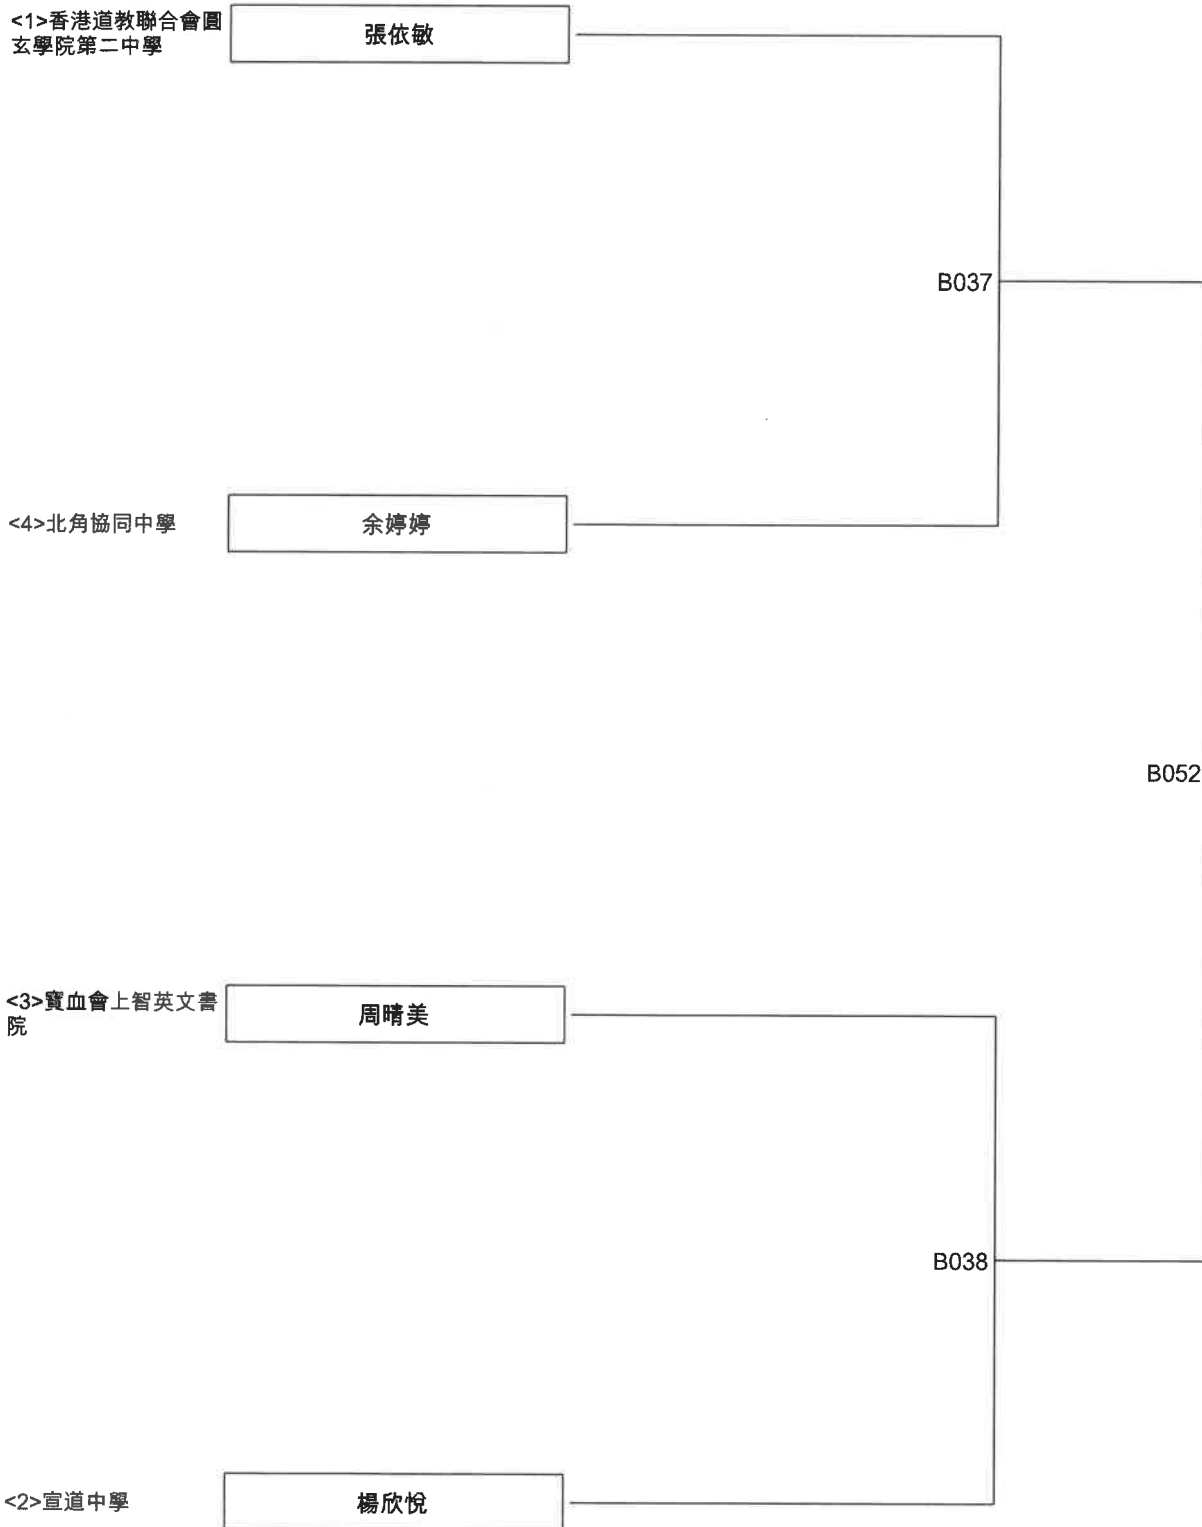 <1>香港道教聯合會圓
玄學院第二中學
張依敏
B037
<4>北角協同中學
余婷婷
B052
<3>寶血會上智英文書
院
周晴美
B038
<2>宣道中學
楊欣悅